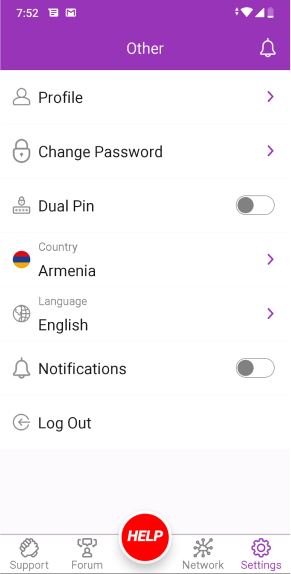 7:52
Other
Profile
Change Password
Dual Pin
Country
Armenia
Language
English
Notifications
Log Out
HELP
Support
Forum
Network
Settings